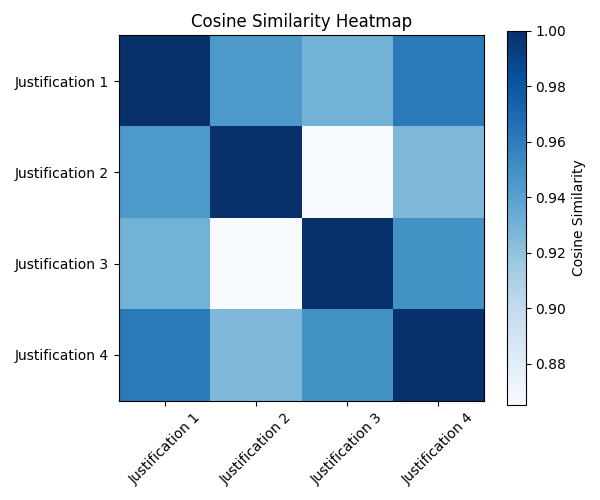 Cosine Similarity Heatmap
Justification 1
Justification 2
Justification 3
Justification 4
Justification 1
Justification 2
Justification 3
Justification 4
1.00
0.98
0.96
0.94
0.92
0.90
0.88
Cosine Similarity